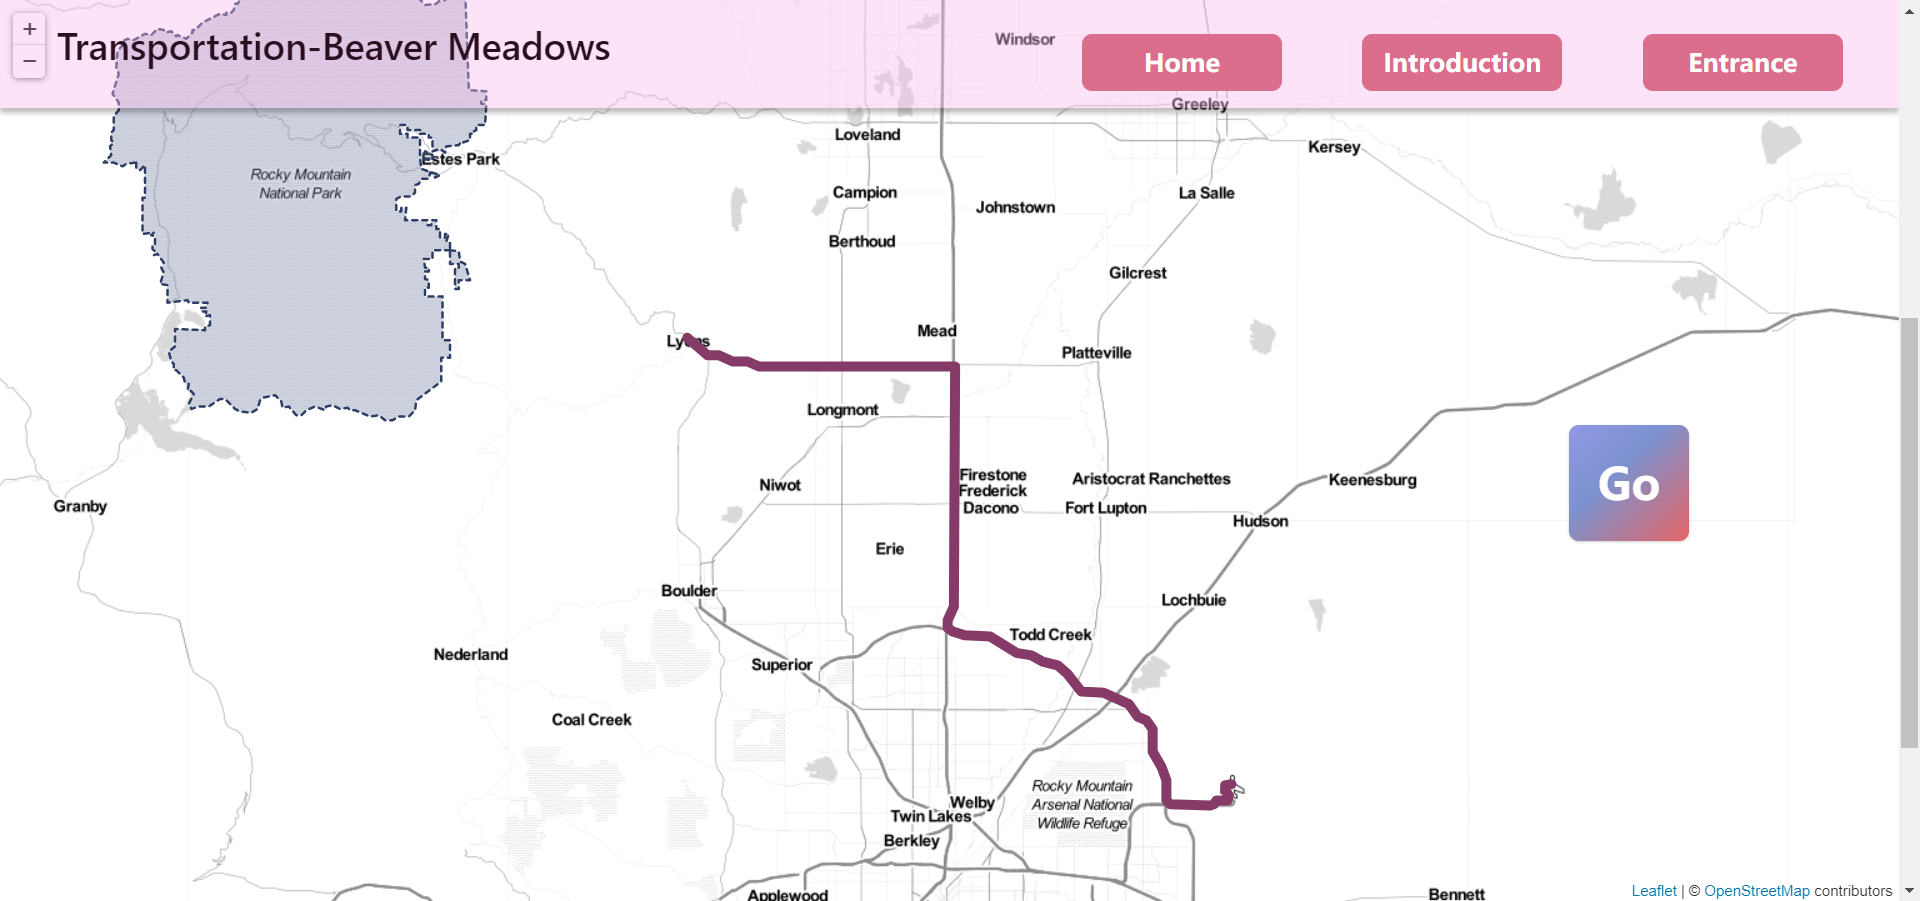 +
−
Transportation-Beaver Meadows
Home
Introduction
Entrance
Windsor
Greeley
Loveland
Kersey
Estes Park
Rocky Mountain
National Park
Campion
La Salle
Johnstown
Berthoud
Gilcrest
Mead
Lyons
Platteville
Longmont
Firestone
Frederick
Dacono
Aristocrat Ranchettes
Keenesburg
Go
Niwot
Granby
Fort Lupton
Hudson
Erie
Boulder
Lochbuie
Todd Creek
Nederland
Superior
Coal Creek
Rocky Mountain
Arsenal National
Wildlife Refuge
Welby
Twin Lakes
Berkley
Applewood
Bennett
Leaflet | © OpenStreetMap contributors